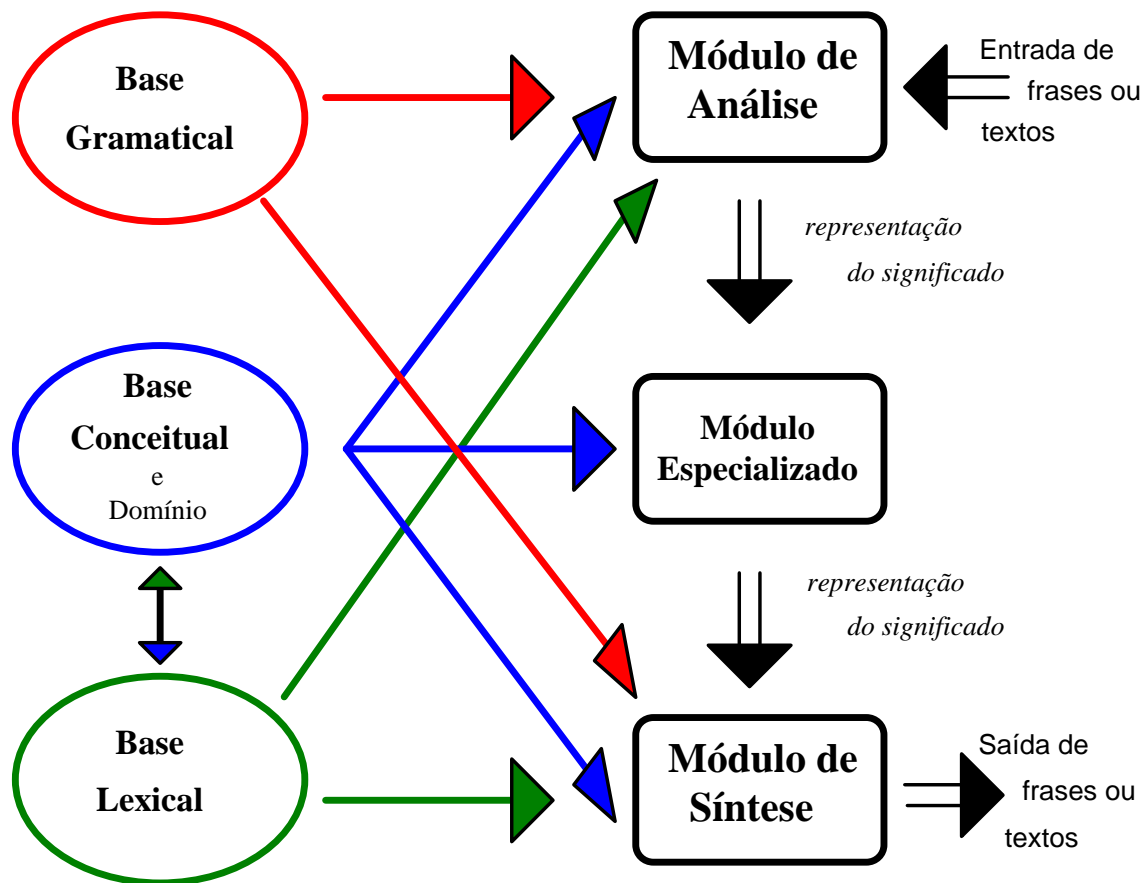 Base
Gramatical
Módulo de
Análise
Entrada de
frases ou
textos
representação
do significado
Base
Conceitual
e
Domínio
Módulo
Especializado
representação
do significado
Base
Lexical
Módulo de
Síntese
Saída de
frases ou
textos